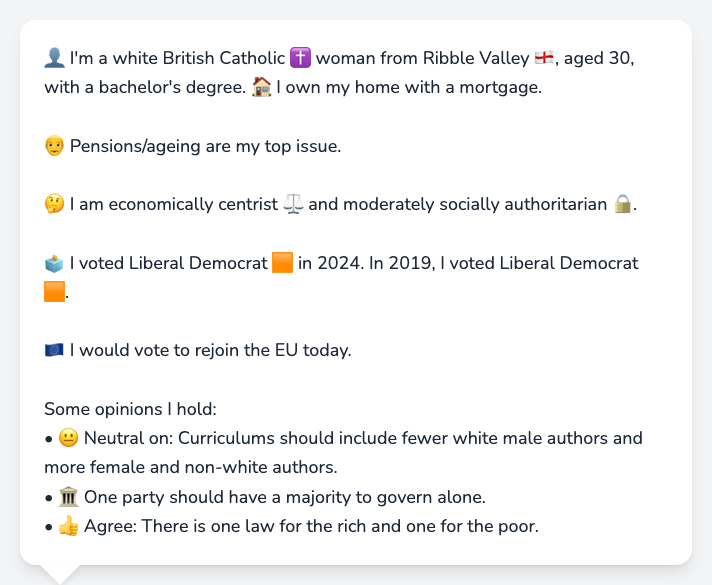 👤 I'm a white British Catholic ✝️ woman from Ribble Valley 🏴󠁧󠁢󠁥󠁮󠁧󠁿, aged 30,
with a bachelor's degree. 🏠 I own my home with a mortgage.
🧓 Pensions/ageing are my top issue.
🤔 I am economically centrist ⚖️ and moderately socially authoritarian 🔒.
🗳️ I voted Liberal Democrat 🟧 in 2024. In 2019, I voted Liberal Democrat
🟧.
🇪🇺 I would vote to rejoin the EU today.
Some opinions I hold:
• 😐 Neutral on: Curriculums should include fewer white male authors and
more female and non-white authors.
• 🏛️ One party should have a majority to govern alone.
• 👍 Agree: There is one law for the rich and one for the poor.